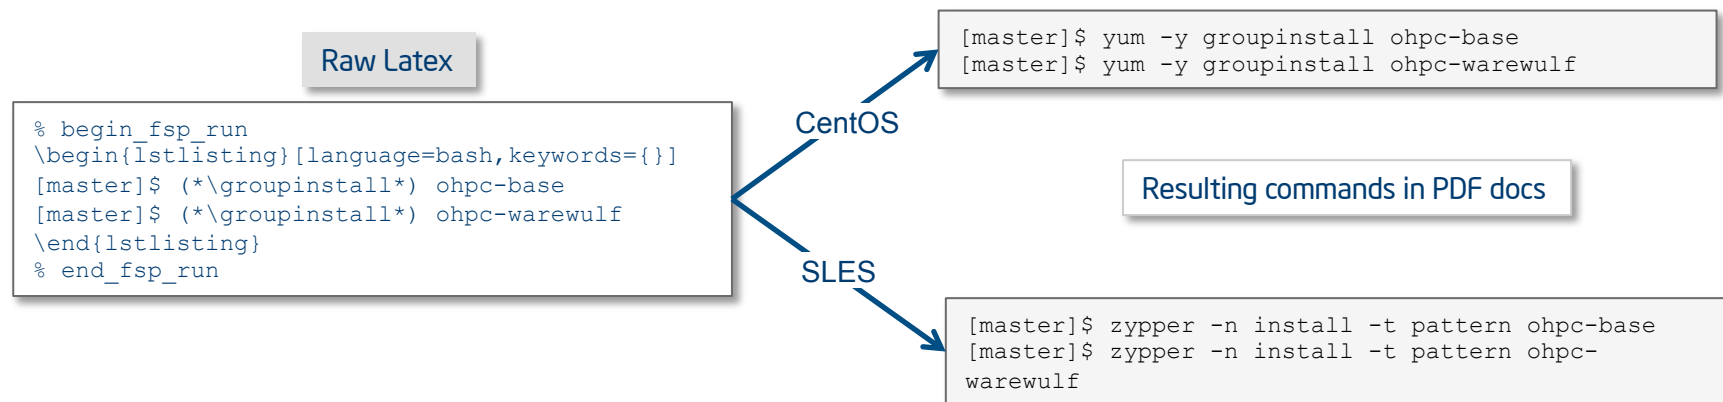 Raw Latex
% begin_fsp_run
\begin{lstlisting}[language=bash,keywords={}]
[master]$ (*\groupinstall*) ohpc-base
[master]$ (*\groupinstall*) ohpc-warewulf
\end{lstlisting}
% end_fsp_run
CentOS
SLES
[master]$ yum -y groupinstall ohpc-base
[master]$ yum -y groupinstall ohpc-warewulf
Resulting commands in PDF docs
[master]$ zypper -n install -t pattern ohpc-base
[master]$ zypper -n install -t pattern ohpc-
warewulf